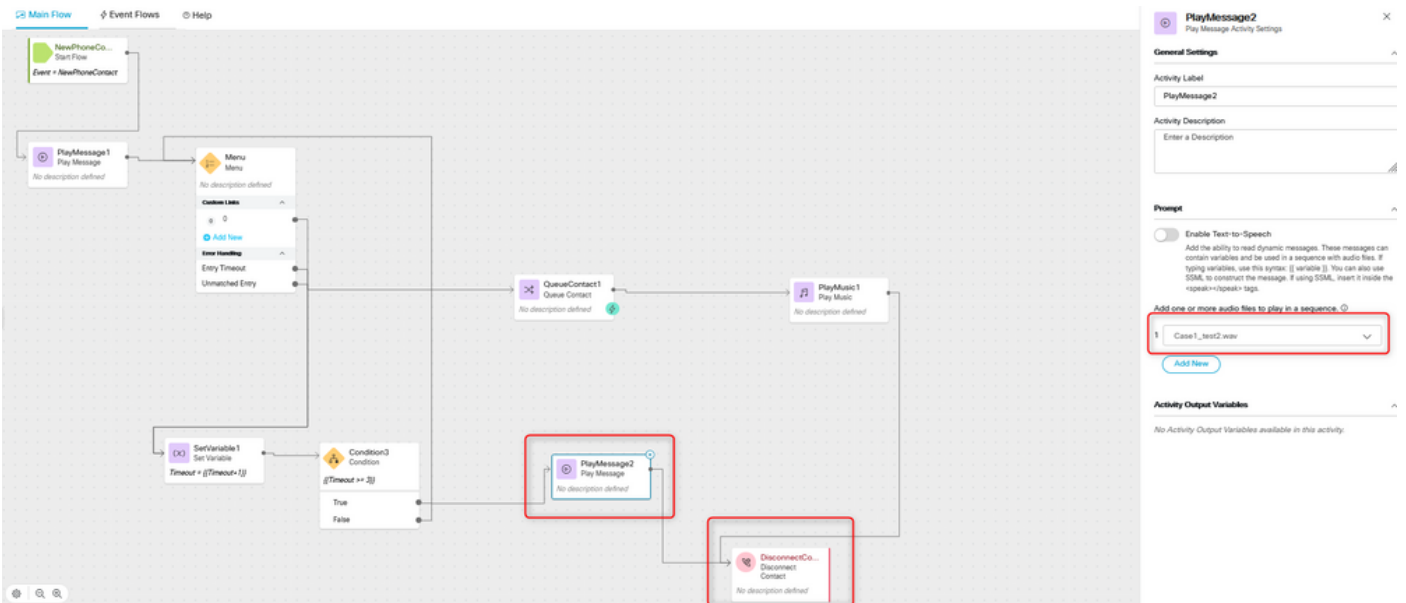 Main Flow
Event Flows
Help
NewPhoneCo...
Start Flow
Event = NewPhoneContact
PlayMessage1
Play Message
No description defined
Menu
Menu
No description defined
Custom Links
0 0
Add New
Error Handling
Entry Timeout
Unmatched Entry
QueueContact1
Queue Contact
No description defined
PlayMusic1
Play Music
No description defined
SetVariable1
Set Variable
Timeout = {{Timeout+1}}
Condition3
Condition
{{Timeout >= 3}}
True
False
PlayMessage2
Play Message
No description defined
DisconnectCo...
Disconnect
Contact
No description defined
PlayMessage2
Play Message Activity Settings
General Settings
Activity Label
PlayMessage2
Activity Description
Enter a Description
Prompt
Enable Text-to-Speech
Add the ability to read dynamic messages. These messages can
contain variables and be used in a sequence with audio files. If
typing variables, use this syntax: {{ variable }}. You can also use
SSML to construct the message. If using SSML, insert it inside the
<speak></speak> tags.
Add one or more audio files to play in a sequence.
1 Case1_test2.wav
Add New
Activity Output Variables
No Activity Output Variables available in this activity.